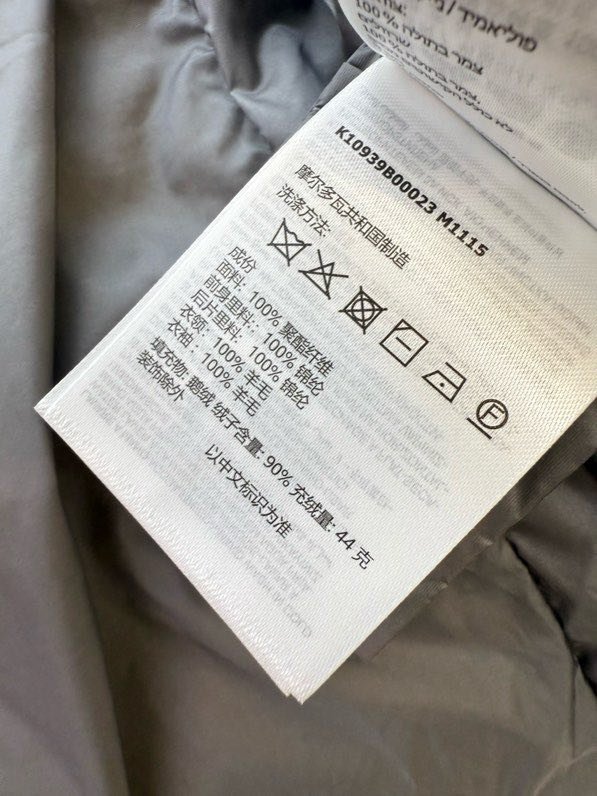 פוליאמיד /
100 %
צמר בתולה 100 %
K10939B00023 M1115
摩尔多瓦共和国制造
洗涤方法:
成份
面料: 100% 聚酯纤维
前身里料:: 100% 锦纶
后片里料:: 100% 锦纶
衣领: 100% 羊毛
衣袖: 100% 羊毛
填充物: 鹅绒 绒子含量: 90% 充绒量: 44 克
装饰除外
以中文标识为准